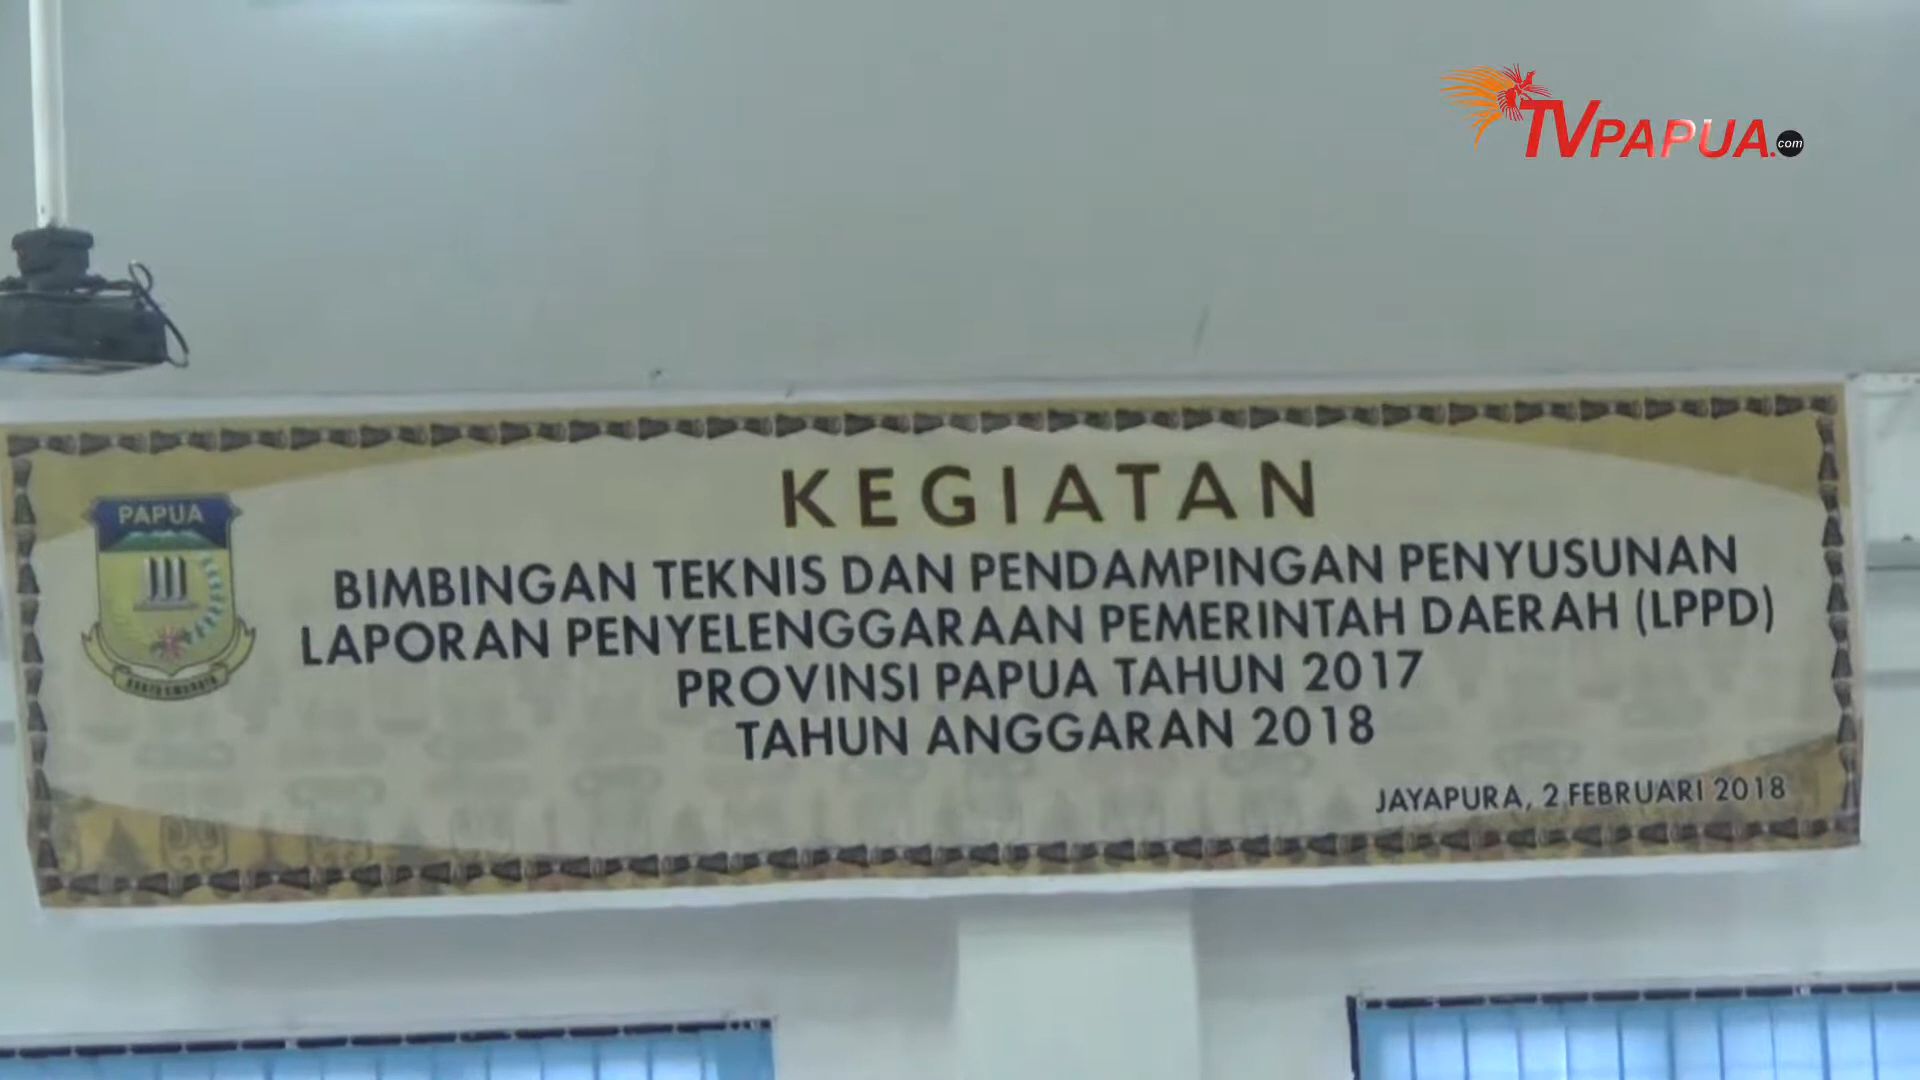 TVPAPUA.com
KEGIATAN
PAPUA
BIMBINGAN TEKNIS DAN PENDAMPINGAN PENYUSUNAN
LAPORAN PENYELENGGARAAN PEMERINTAH DAERAH (LPPD)
PROVINSI PAPUA TAHUN 2017
TAHUN ANGGARAN 2018
JAYAPURA, 2 FEBRUARI 2018